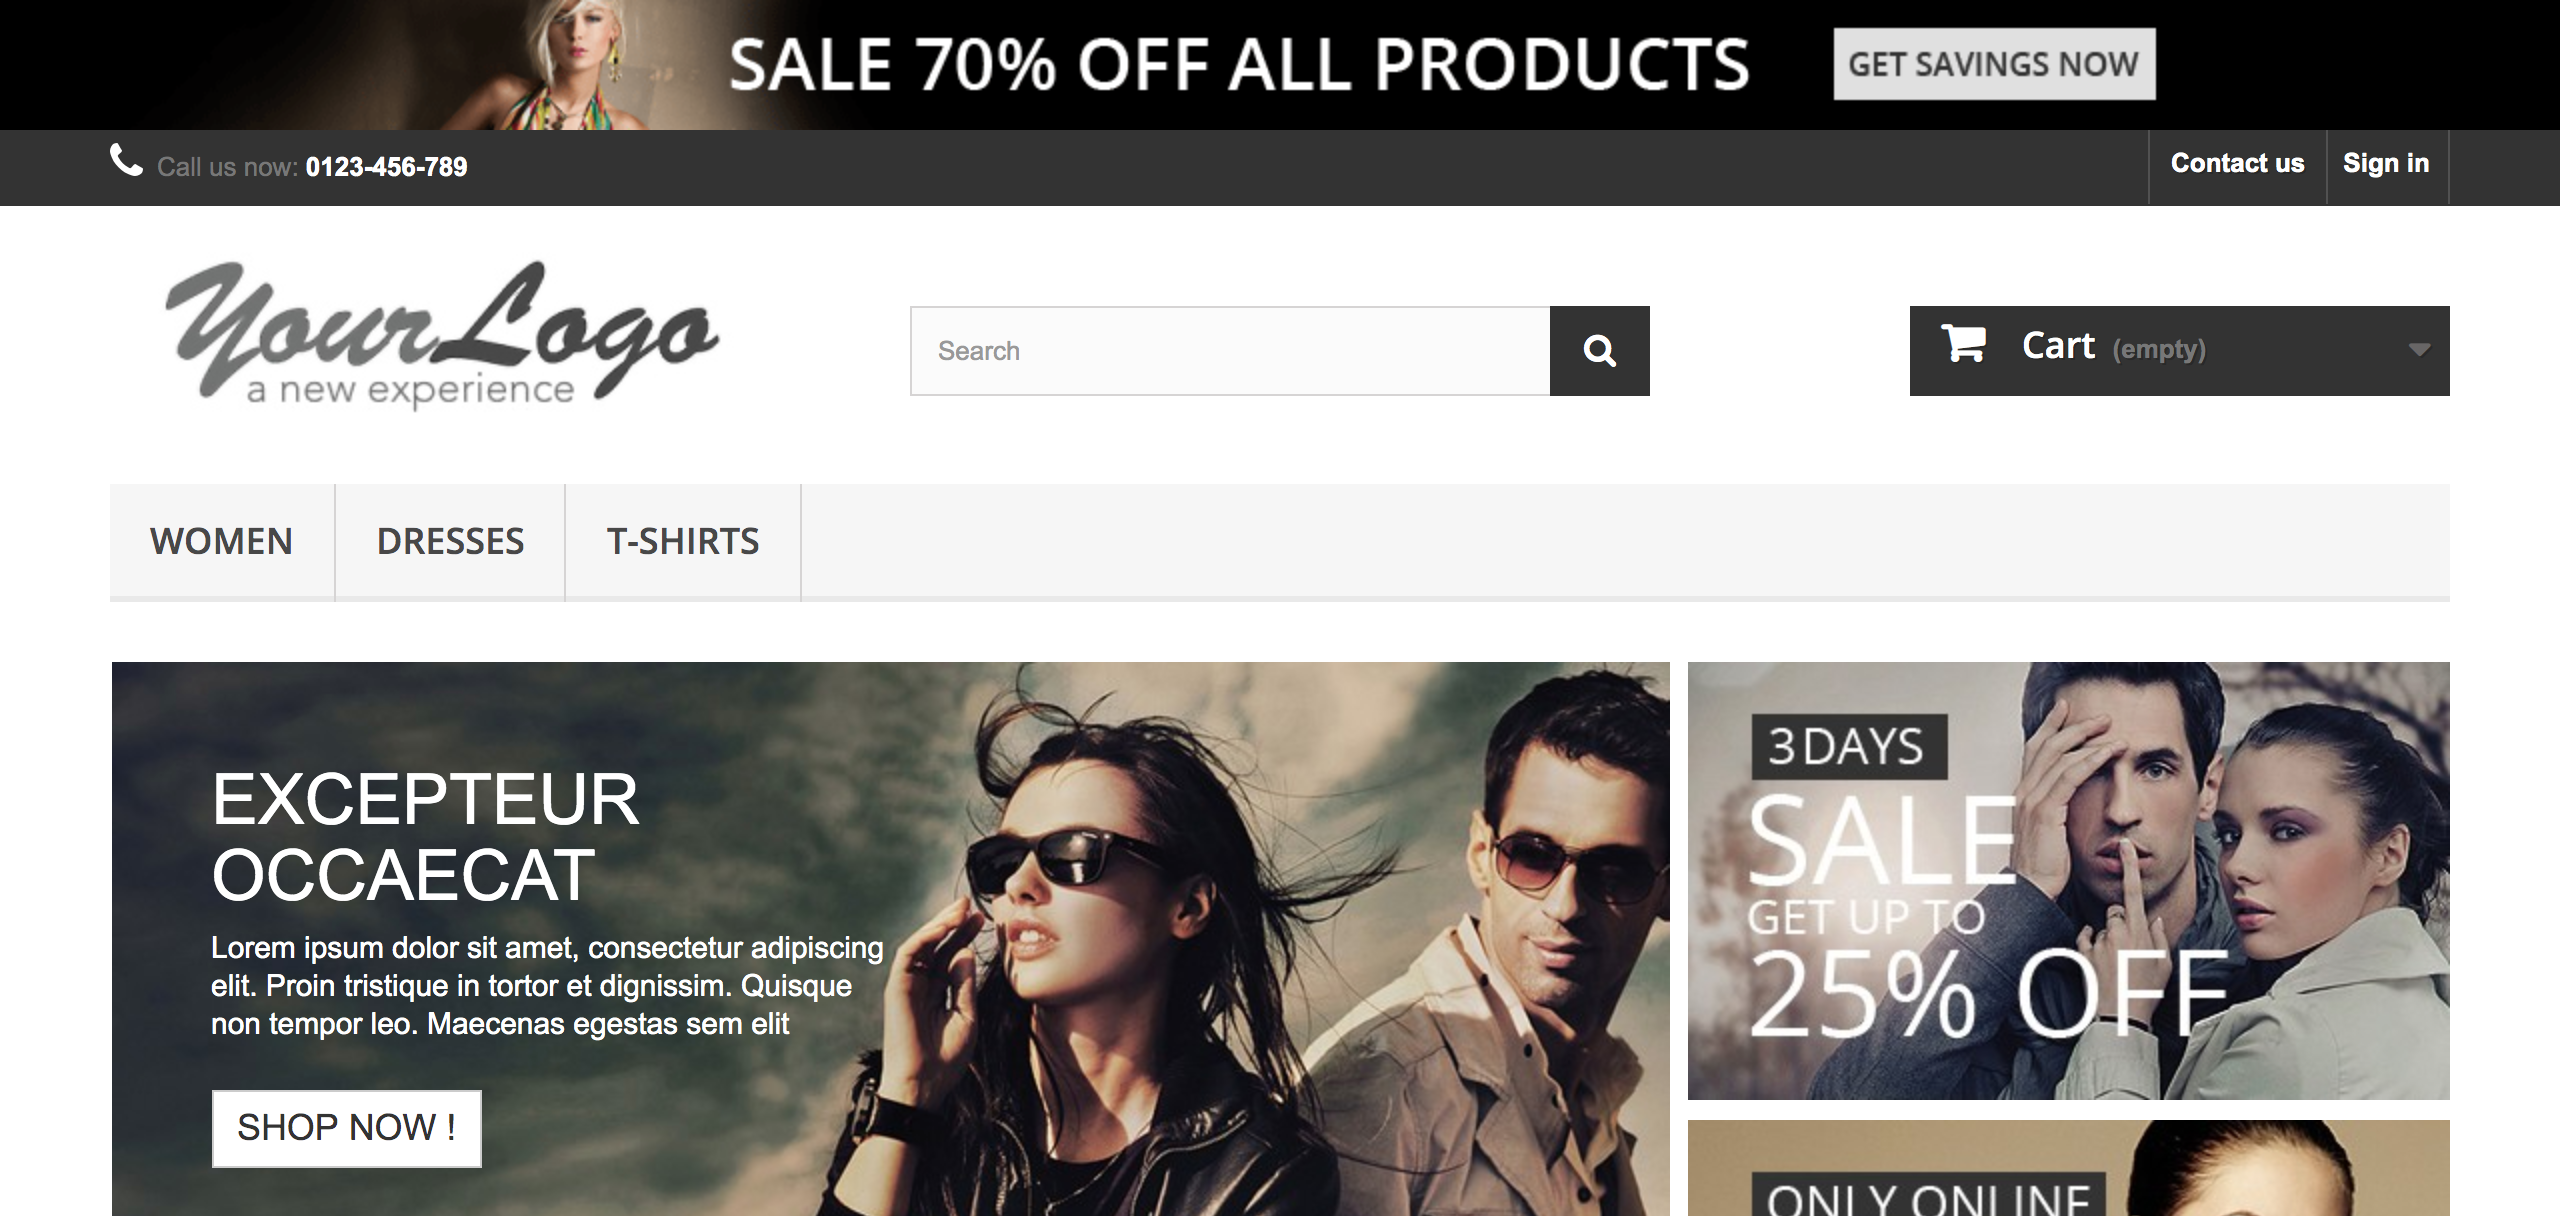 SALE 70% OFF ALL PRODUCTS
GET SAVINGS NOW
Call us now: 0123-456-789
Contact us
Sign in
YourLogo
a new experience
Search
Cart (empty)
WOMEN
DRESSES
T-SHIRTS
EXCEPTEUR
OCCAECAT
Lorem ipsum dolor sit amet, consectetur adipiscing
elit. Proin tristique in tortor et dignissim. Quisque
non tempor leo. Maecenas egestas sem elit
SHOP NOW !
3 DAYS
SALE
GET UP TO
25% OFF
ONLY ONLINE